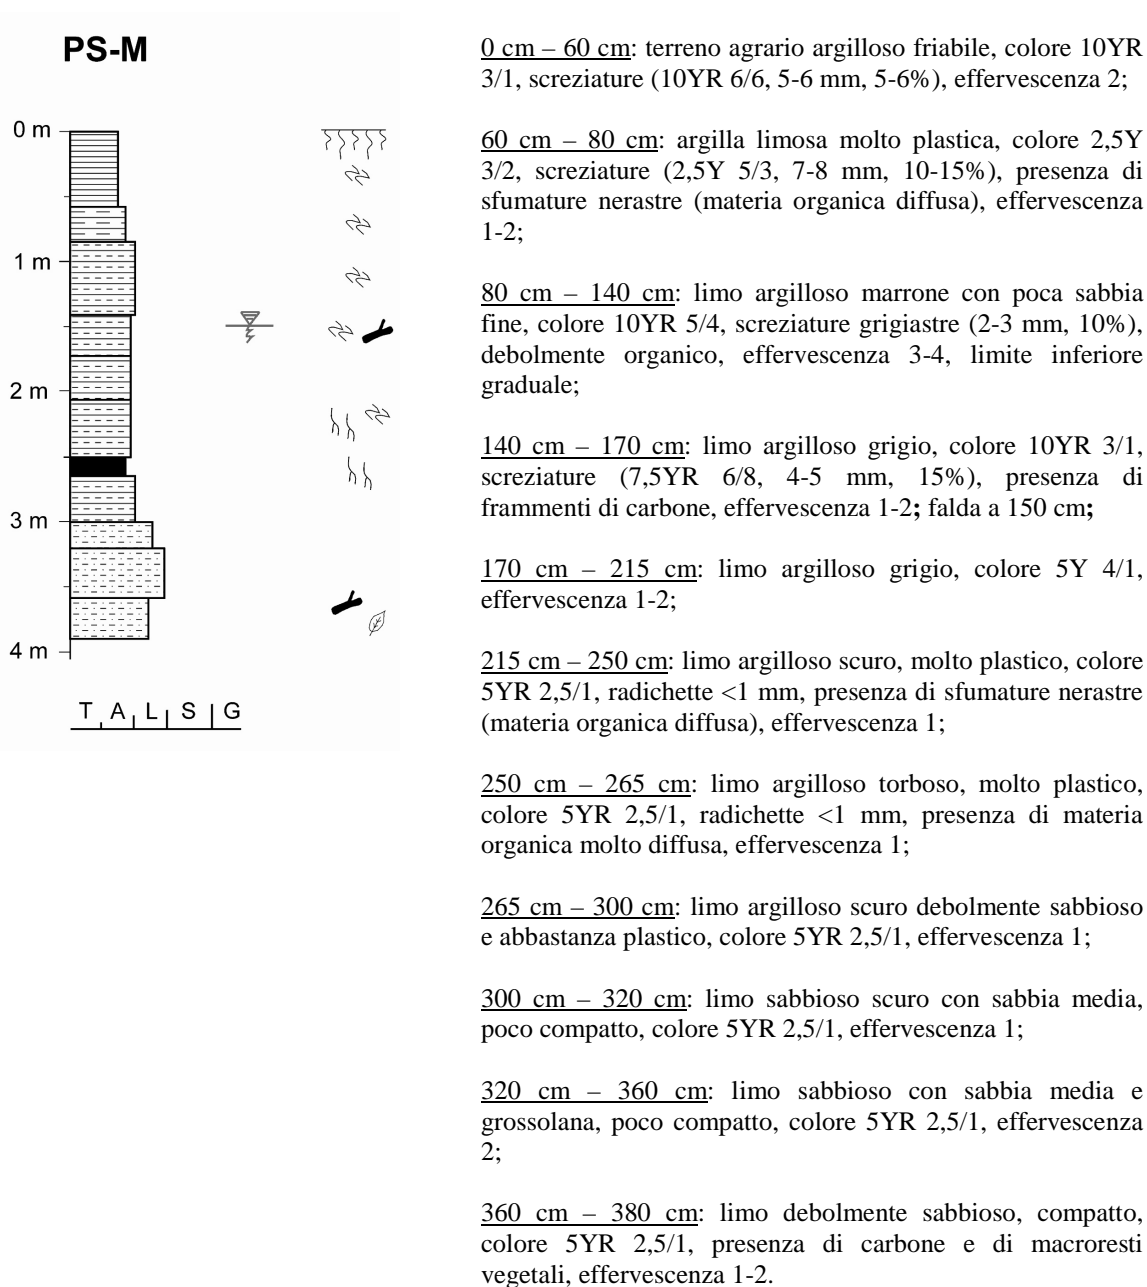 PS-M
0 m
1 m
2 m
3 m
4 m
T A L S G
0 cm – 60 cm: terreno agrario argilloso friabile, colore 10YR
3/1, screziature (10YR 6/6, 5-6 mm, 5-6%), effervescenza 2;
60 cm – 80 cm: argilla limosa molto plastica, colore 2,5Y
3/2, screziature (2,5Y 5/3, 7-8 mm, 10-15%), presenza di
sfumature nerastre (materia organica diffusa), effervescenza
1-2;
80 cm – 140 cm: limo argilloso marrone con poca sabbia
fine, colore 10YR 5/4, screziature grigiastre (2-3 mm, 10%),
debolmente organico, effervescenza 3-4, limite inferiore
graduale;
140 cm – 170 cm: limo argilloso grigio, colore 10YR 3/1,
screziature (7,5YR 6/8, 4-5 mm, 15%), presenza di
frammenti di carbone, effervescenza 1-2; falda a 150 cm;
170 cm – 215 cm: limo argilloso grigio, colore 5Y 4/1,
effervescenza 1-2;
215 cm – 250 cm: limo argilloso scuro, molto plastico, colore
5YR 2,5/1, radichette <1 mm, presenza di sfumature nerastre
(materia organica diffusa), effervescenza 1;
250 cm – 265 cm: limo argilloso torboso, molto plastico,
colore 5YR 2,5/1, radichette <1 mm, presenza di materia
organica molto diffusa, effervescenza 1;
265 cm – 300 cm: limo argilloso scuro debolmente sabbioso
e abbastanza plastico, colore 5YR 2,5/1, effervescenza 1;
300 cm – 320 cm: limo sabbioso scuro con sabbia media,
poco compatto, colore 5YR 2,5/1, effervescenza 1;
320 cm – 360 cm: limo sabbioso con sabbia media e
grossolana, poco compatto, colore 5YR 2,5/1, effervescenza
2;
360 cm – 380 cm: limo debolmente sabbioso, compatto,
colore 5YR 2,5/1, presenza di carbone e di macroresti
vegetali, effervescenza 1-2.